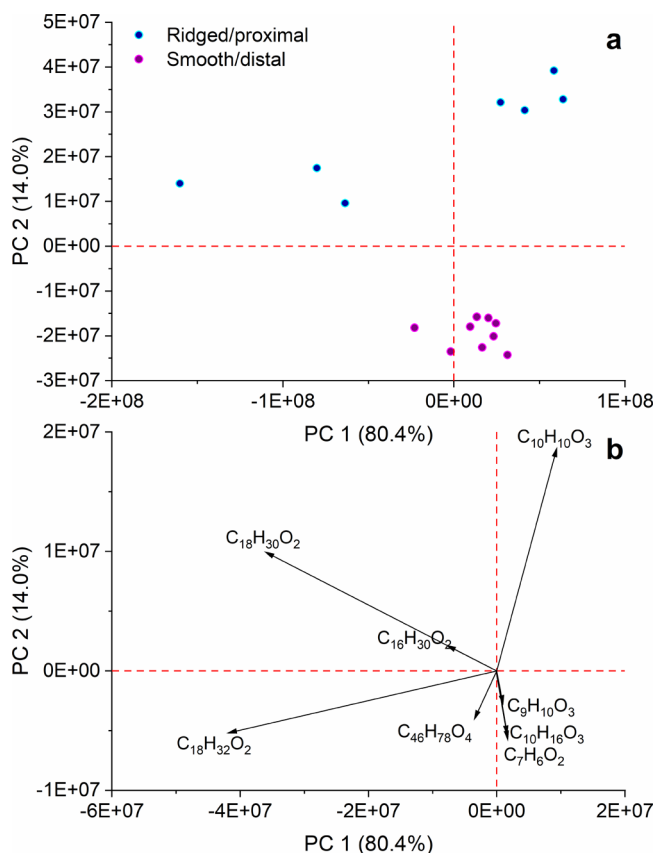 5E+07
Ridged/proximal
a
4E+07
Smooth/distal
3E+07
2E+07
1E+07
0E+00
-1E+07
-2E+07
-3E+07
PC 2 (14.0%)
-2E+08
-1E+08
0E+00
1E+08
PC 1 (80.4%)
2E+07
C₁₀H₁₀O₃
b
1E+07
C₁₈H₃₀O₂
C₁₆H₃₀O₂
0E+00
C₉H₁₀O₃
C₄₆H₇₈O₄
C₁₀H₁₆O₃
C₁₈H₃₂O₂
C₇H₆O₂
-1E+07
PC 2 (14.0%)
-6E+07
-4E+07
-2E+07
0E+00
2E+07
PC 1 (80.4%)